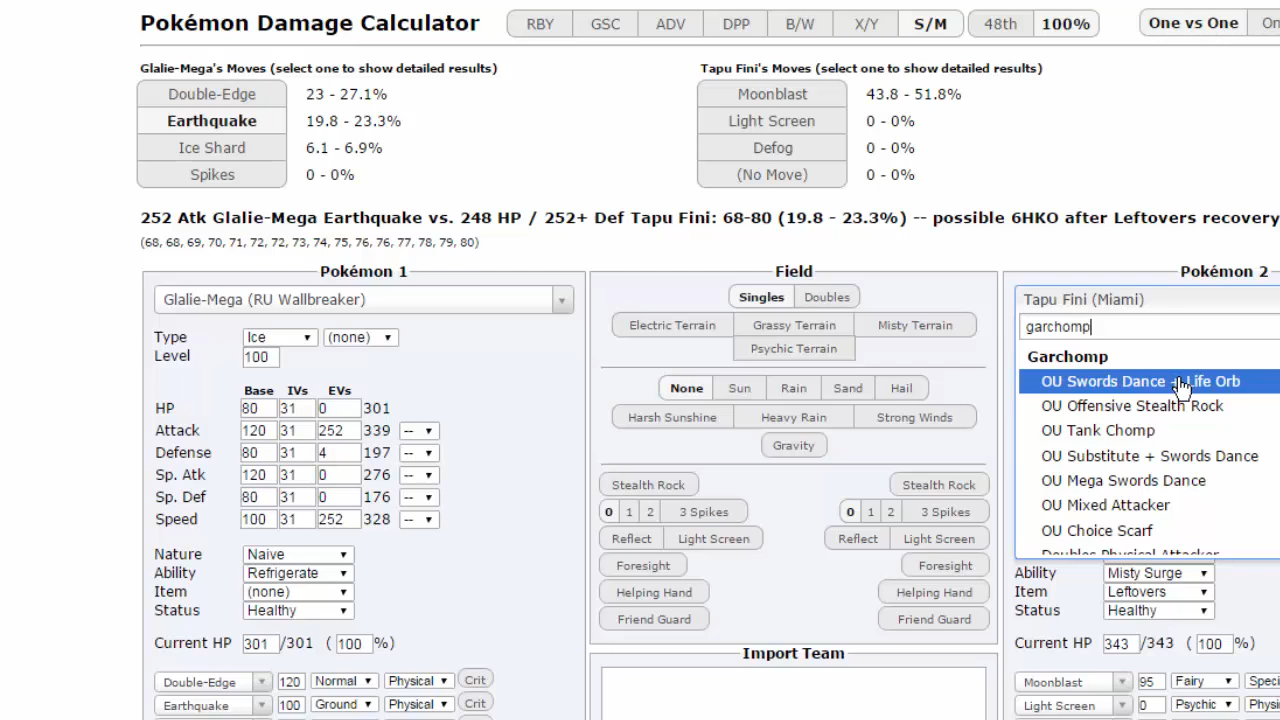 Pokémon Damage Calculator RBY GSC ADV DPP B/W X/Y S/M 48th 100% One vs One
Glalie-Mega's Moves (select one to show detailed results) Tapu Fini's Moves (select one to show detailed results)
Double-Edge 23 - 27.1% Moonblast 43.8 - 51.8%
Earthquake 19.8 - 23.3% Light Screen 0 - 0%
Ice Shard 6.1 - 6.9% Defog 0 - 0%
Spikes 0 - 0% (No Move) 0 - 0%
252 Atk Glalie-Mega Earthquake vs. 248 HP / 252+ Def Tapu Fini: 68-80 (19.8 - 23.3%) -- possible 6HKO after Leftovers recovery
(68, 68, 69, 70, 71, 72, 72, 73, 74, 75, 76, 76, 77, 78, 79, 80)
Pokémon 1
Glalie-Mega (RU Wallbreaker)
Type Ice (none)
Level 100
Base IVs EVs
HP 80 31 0 301
Attack 120 31 252 339 --
Defense 80 31 4 197 --
Sp. Atk 120 31 0 276 --
Sp. Def 80 31 0 176 --
Speed 100 31 252 328 --
Nature Naive
Ability Refrigerate
Item (none)
Status Healthy
Current HP 301 /301 ( 100 %)
Double-Edge 120 Normal Physical Crit
Earthquake 100 Ground Physical Crit
Field
Singles Doubles
Electric Terrain Grassy Terrain Misty Terrain
Psychic Terrain
None Sun Rain Sand Hail
Harsh Sunshine Heavy Rain Strong Winds
Gravity
Stealth Rock Stealth Rock
0 1 2 3 Spikes 0 1 2 3 Spikes
Reflect Light Screen Reflect Light Screen
Foresight Foresight
Helping Hand Helping Hand
Friend Guard Friend Guard
Import Team
Pokémon 2
Tapu Fini (Miami)
garchomp
Garchomp
OU Swords Dance + Life Orb
OU Offensive Stealth Rock
OU Tank Chomp
OU Substitute + Swords Dance
OU Mega Swords Dance
OU Mixed Attacker
OU Choice Scarf
Doubles Physical Attacker
Ability Misty Surge
Item Leftovers
Status Healthy
Current HP 343 /343 ( 100 %)
Moonblast 95 Fairy
Light Screen 0 Psychic